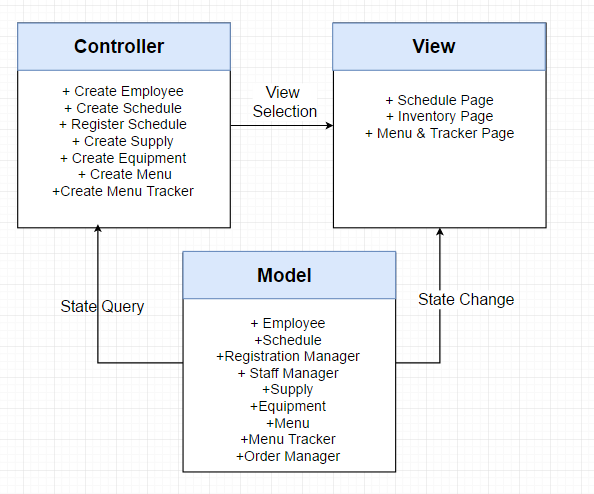 Controller
+ Create Employee
+ Create Schedule
+ Register Schedule
+ Create Supply
+ Create Equipment
+ Create Menu
+Create Menu Tracker
View
Selection
View
+ Schedule Page
+ Inventory Page
+ Menu & Tracker Page
State Query
State Change
Model
+ Employee
+Schedule
+Registration Manager
+ Staff Manager
+Supply
+Equipment
+Menu
+Menu Tracker
+Order Manager